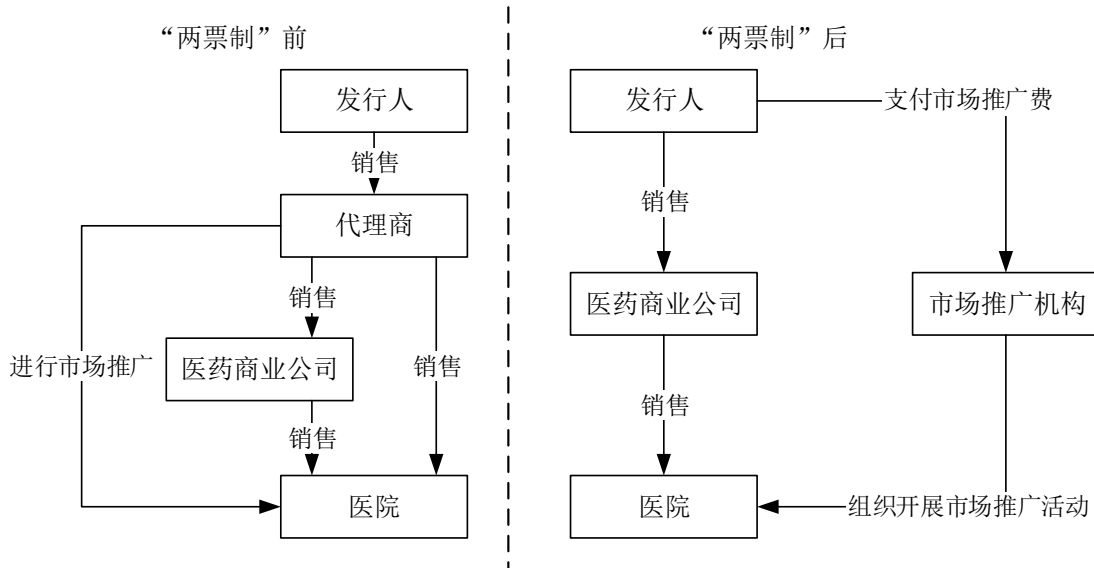 “两票制”前
发行人
销售
代理商
销售
进行市场推广
医药商业公司
销售
销售
医院
“两票制”后
发行人
支付市场推广费
销售
医药商业公司
市场推广机构
销售
医院
组织开展市场推广活动